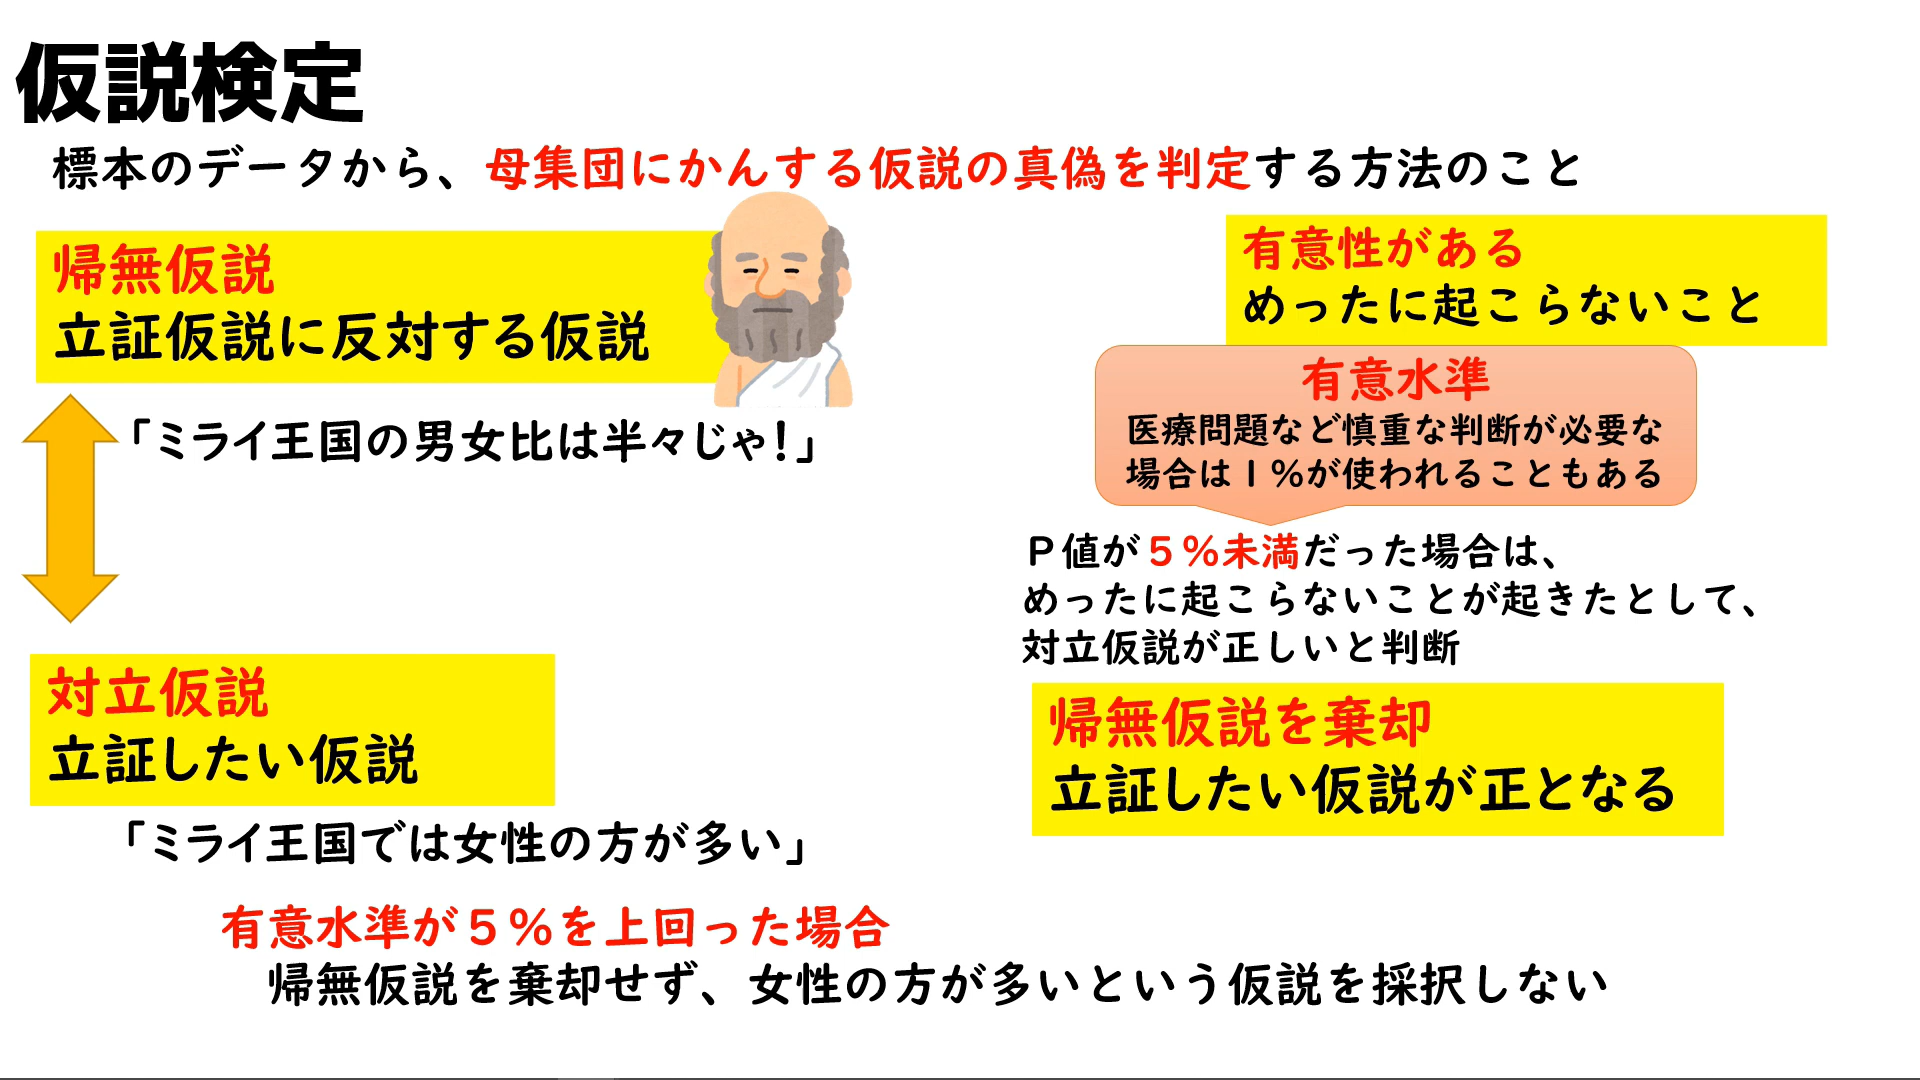 仮説検定
標本のデータから、母集団にかんする仮説の真偽を判定する方法のこと
帰無仮説
立証仮説に反対する仮説
「ミライ王国の男女比は半々じゃ!」
対立仮説
立証したい仮説
「ミライ王国では女性の方が多い」
有意性がある
めったに起こらないこと
有意水準
医療問題など慎重な判断が必要な
場合は１％が使われることもある
Ｐ値が５％未満だった場合は、
めったに起こらないことが起きたとして、
対立仮説が正しいと判断
帰無仮説を棄却
立証したい仮説が正となる
有意水準が５％を上回った場合
帰無仮説を棄却せず、女性の方が多いという仮説を採択しない